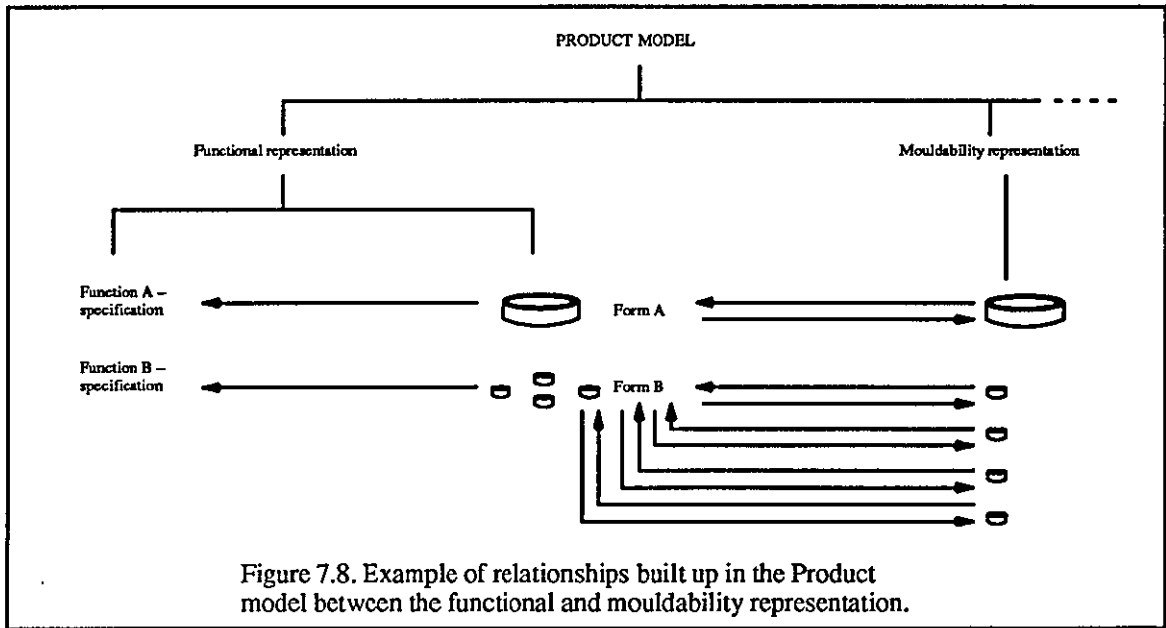 PRODUCT MODEL
Functional representation
Mouldability representation
Function A –
specification
Form A
Function B –
specification
Form B
Figure 7.8. Example of relationships built up in the Product
model between the functional and mouldability representation.